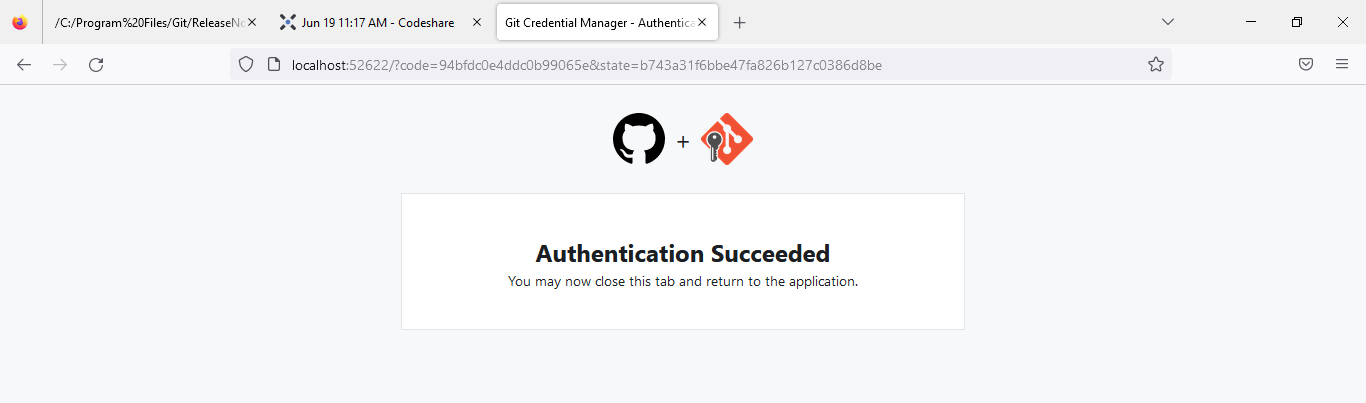 /C:/Program%20Files/Git/ReleaseNo
Jun 19 11:17 AM - Codeshare
Git Credential Manager - Authentica
localhost:52622/?code=94bfdc0e4ddc0b99065e&state=b743a31f6bbe47fa826b127c0386d8be
+
Authentication Succeeded
You may now close this tab and return to the application.